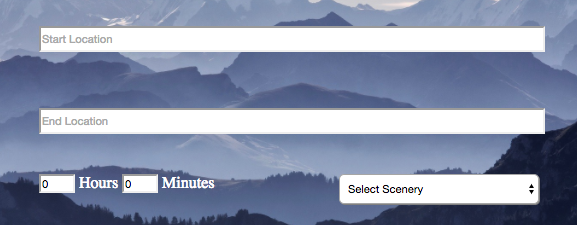 Start Location
End Location
0 Hours 0 Minutes Select Scenery